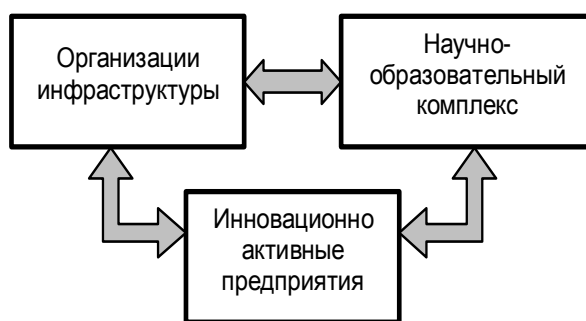 Организации
инфраструктуры
Научно-
образовательный
комплекс
Инновационно
активные
предприятия